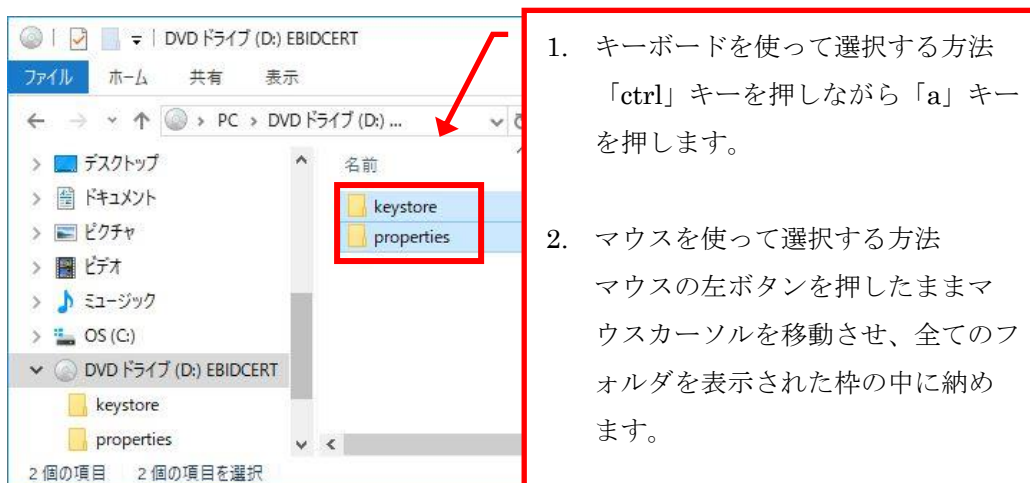 DVD ドライブ (D:) EBIDCERT
ファイル ホーム 共有 表示
PC › DVD ドライブ (D:) ...
デスクトップ
ドキュメント
ピクチャ
ビデオ
ミュージック
OS (C:)
DVD ドライブ (D:) EBIDCERT
keystore
properties
名前
keystore
properties
2 個の項目 2 個の項目を選択
1. キーボードを使って選択する方法
「ctrl」キーを押しながら「a」キー
を押します。
2. マウスを使って選択する方法
マウスの左ボタンを押したままマ
ウスカーソルを移動させ、全てのフ
ォルダを表示された枠の中に納め
ます。